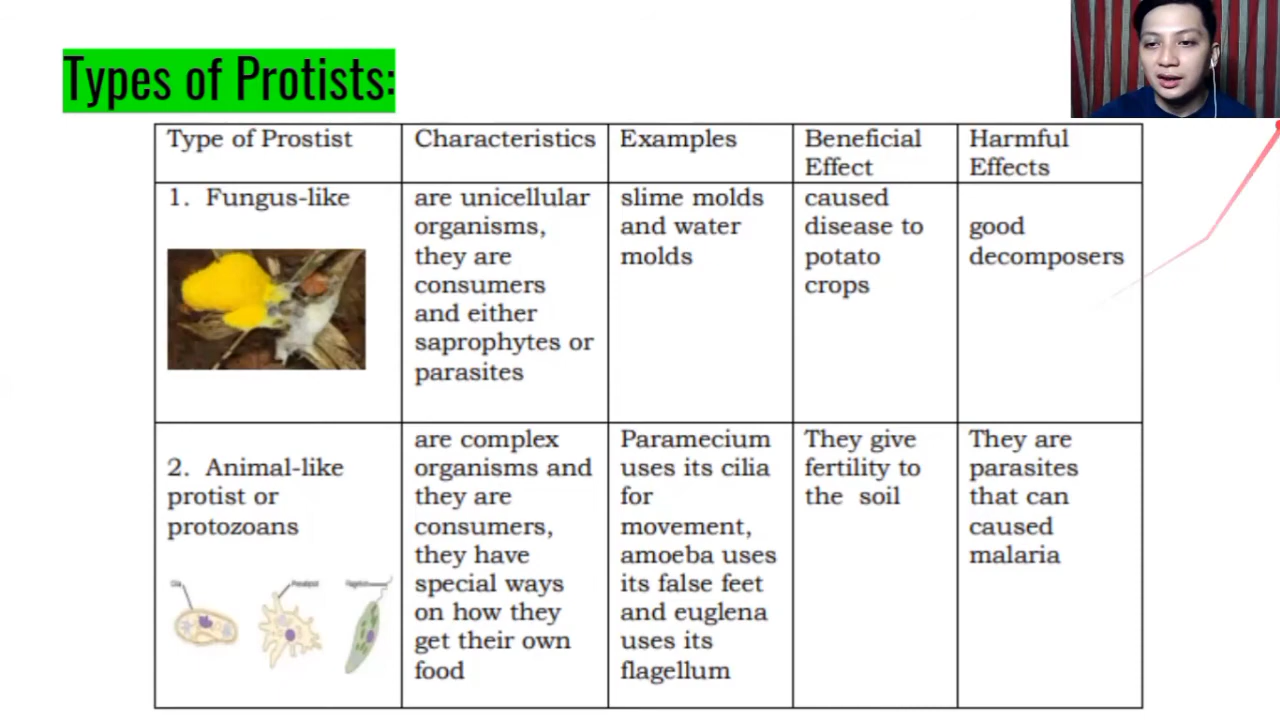 Types of Protists:
Type of Prostist
Characteristics
Examples
Beneficial
Effect
Harmful
Effects
1. Fungus-like
are unicellular
organisms,
they are
consumers
and either
saprophytes or
parasites
slime molds
and water
molds
caused
disease to
potato
crops
good
decomposers
2. Animal-like
protist or
protozoans
Cilia
Pseudopod
Flagellum
are complex
organisms and
they are
consumers,
they have
special ways
on how they
get their own
food
Paramecium
uses its cilia
for
movement,
amoeba uses
its false feet
and euglena
uses its
flagellum
They give
fertility to
the soil
They are
parasites
that can
caused
malaria